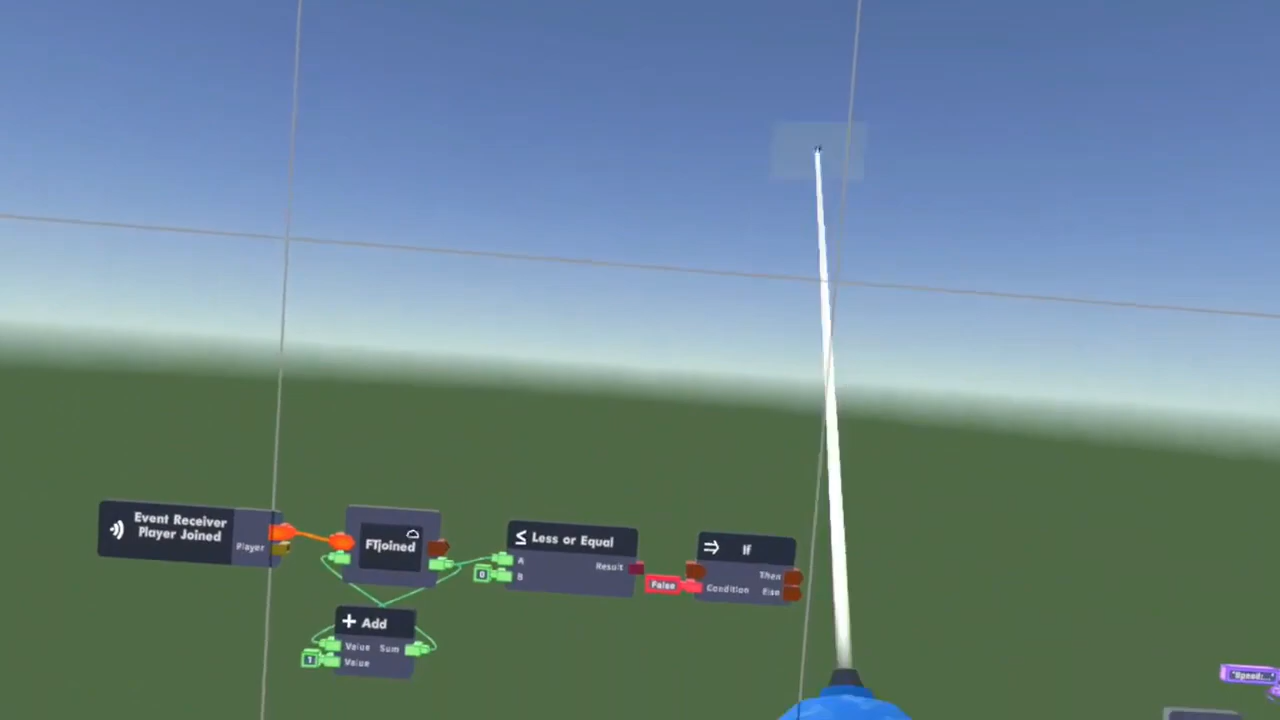 Event Receiver
Player Joined
Player
FTjoined
Less or Equal
A
Result
0
B
If
Then
False
Condition
Else
Add
Value
Sum
1
Value
"Speed:..."